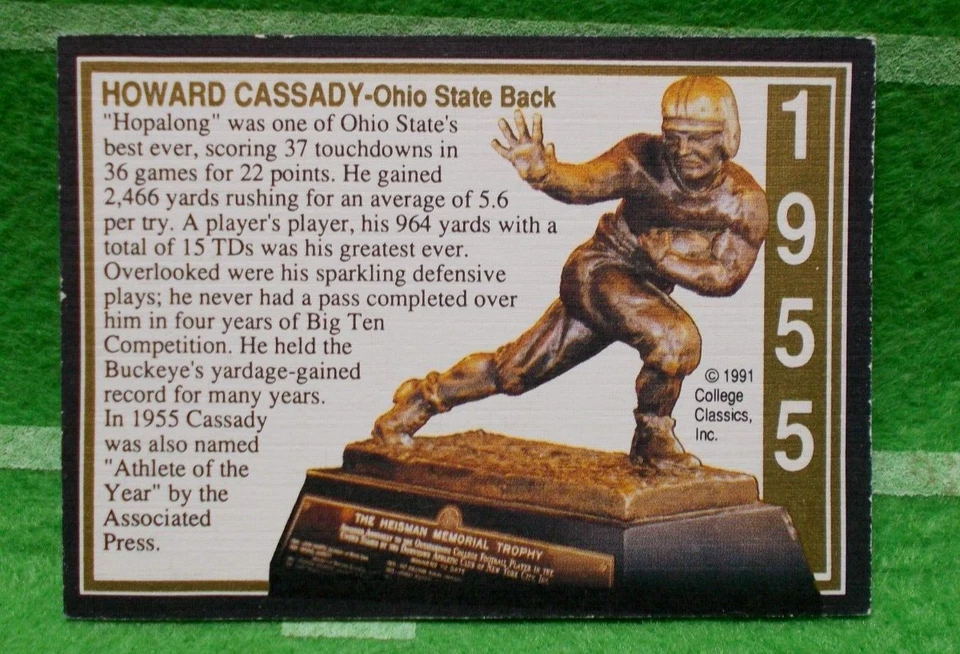 HOWARD CASSADY-Ohio State Back
"Hopalong" was one of Ohio State's
best ever, scoring 37 touchdowns in
36 games for 22 points. He gained
2,466 yards rushing for an average of 5.6
per try. A player's player, his 964 yards with a
total of 15 TDs was his greatest ever.
Overlooked were his sparkling defensive
plays; he never had a pass completed over
him in four years of Big Ten
Competition. He held the
Buckeye's yardage-gained
record for many years.
In 1955 Cassady
was also named
"Athlete of the
Year" by the
Associated
Press.
1
9
5
5
© 1991
College
Classics,
Inc.
THE HEISMAN MEMORIAL TROPHY